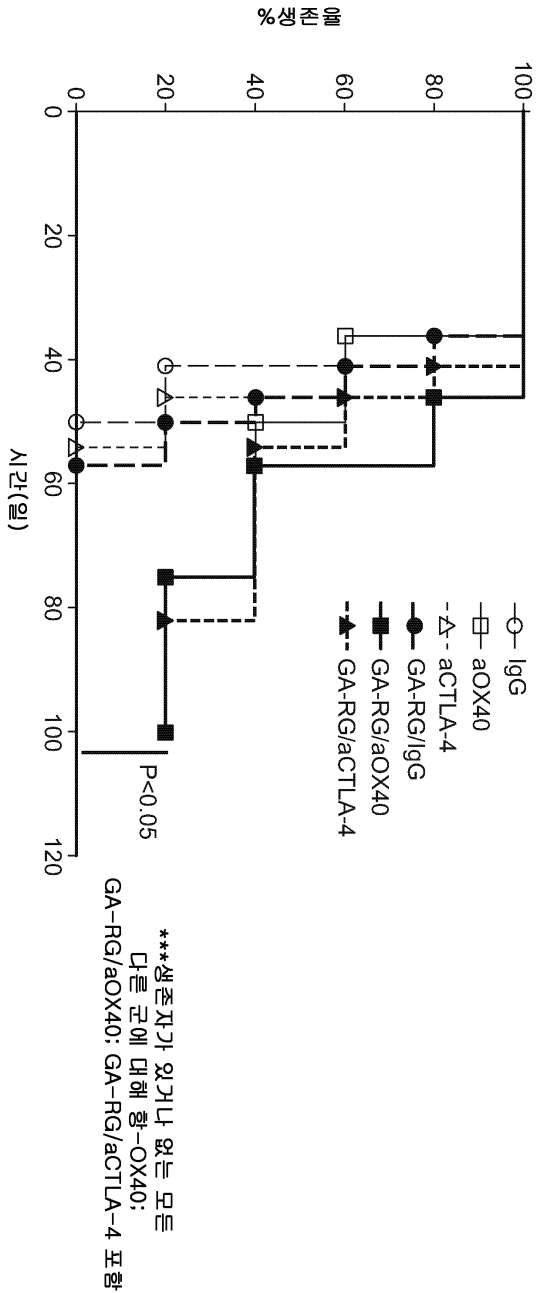 %생존율
100
80
60
40
20
0
0
20
40
60
80
100
120
시간(일)
IgG
aOX40
aCTLA-4
GA-RG/IgG
GA-RG/aOX40
GA-RG/aCTLA-4
P<0.05
***생존자가 있거나 없는 모든
다른 군에 대해 항-OX40;
GA-RG/aOX40; GA-RG/aCTLA-4 포함